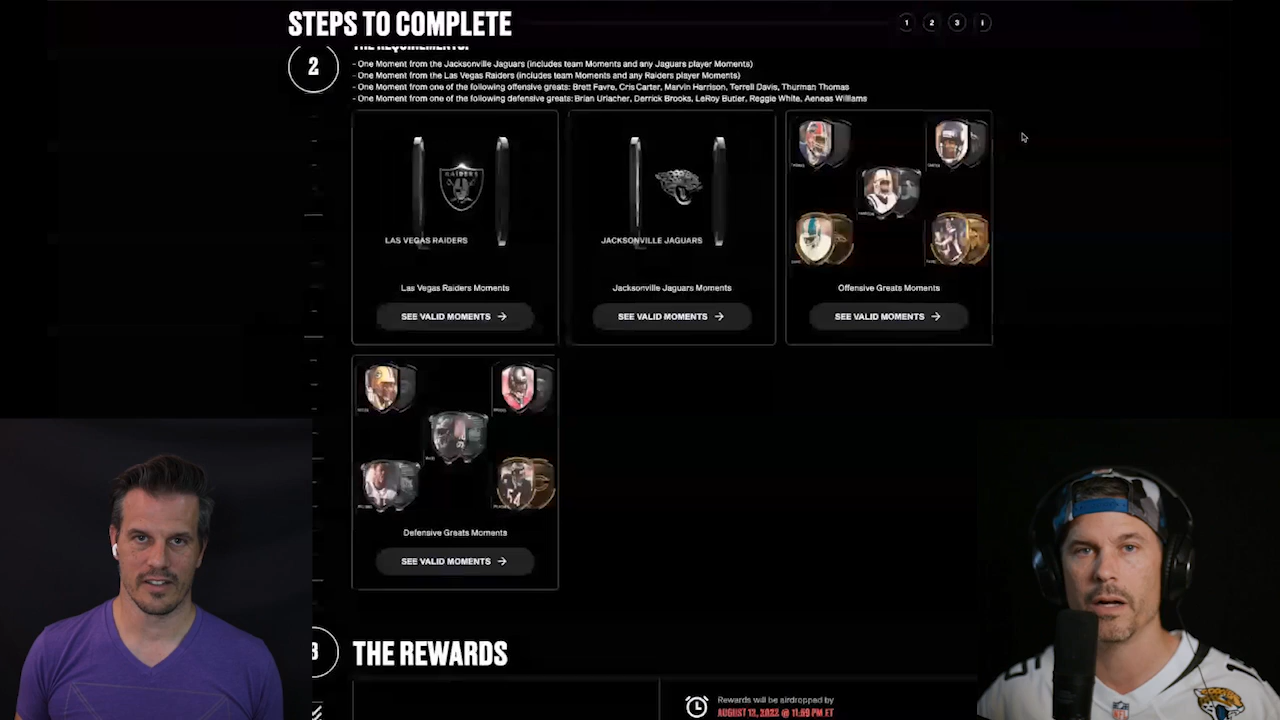 STEPS TO COMPLETE
1 2 3 i
2
THE REQUIREMENTS:
- One Moment from the Jacksonville Jaguars (includes team Moments and any Jaguars player Moments)
- One Moment from the Las Vegas Raiders (includes team Moments and any Raiders player Moments)
- One Moment from one of the following offensive greats: Brett Favre, Cris Carter, Marvin Harrison, Terrell Davis, Thurman Thomas
- One Moment from one of the following defensive greats: Brian Urlacher, Derrick Brooks, LeRoy Butler, Reggie White, Aeneas Williams
RAIDERS
LAS VEGAS RAIDERS
JACKSONVILLE JAGUARS
Las Vegas Raiders Moments
Jacksonville Jaguars Moments
Offensive Greats Moments
SEE VALID MOMENTS →
SEE VALID MOMENTS →
SEE VALID MOMENTS →
54
Defensive Greats Moments
SEE VALID MOMENTS →
3
THE REWARDS
Rewards will be airdropped by
AUGUST 12, 2022 @ 11:59 PM ET
JAGUARS